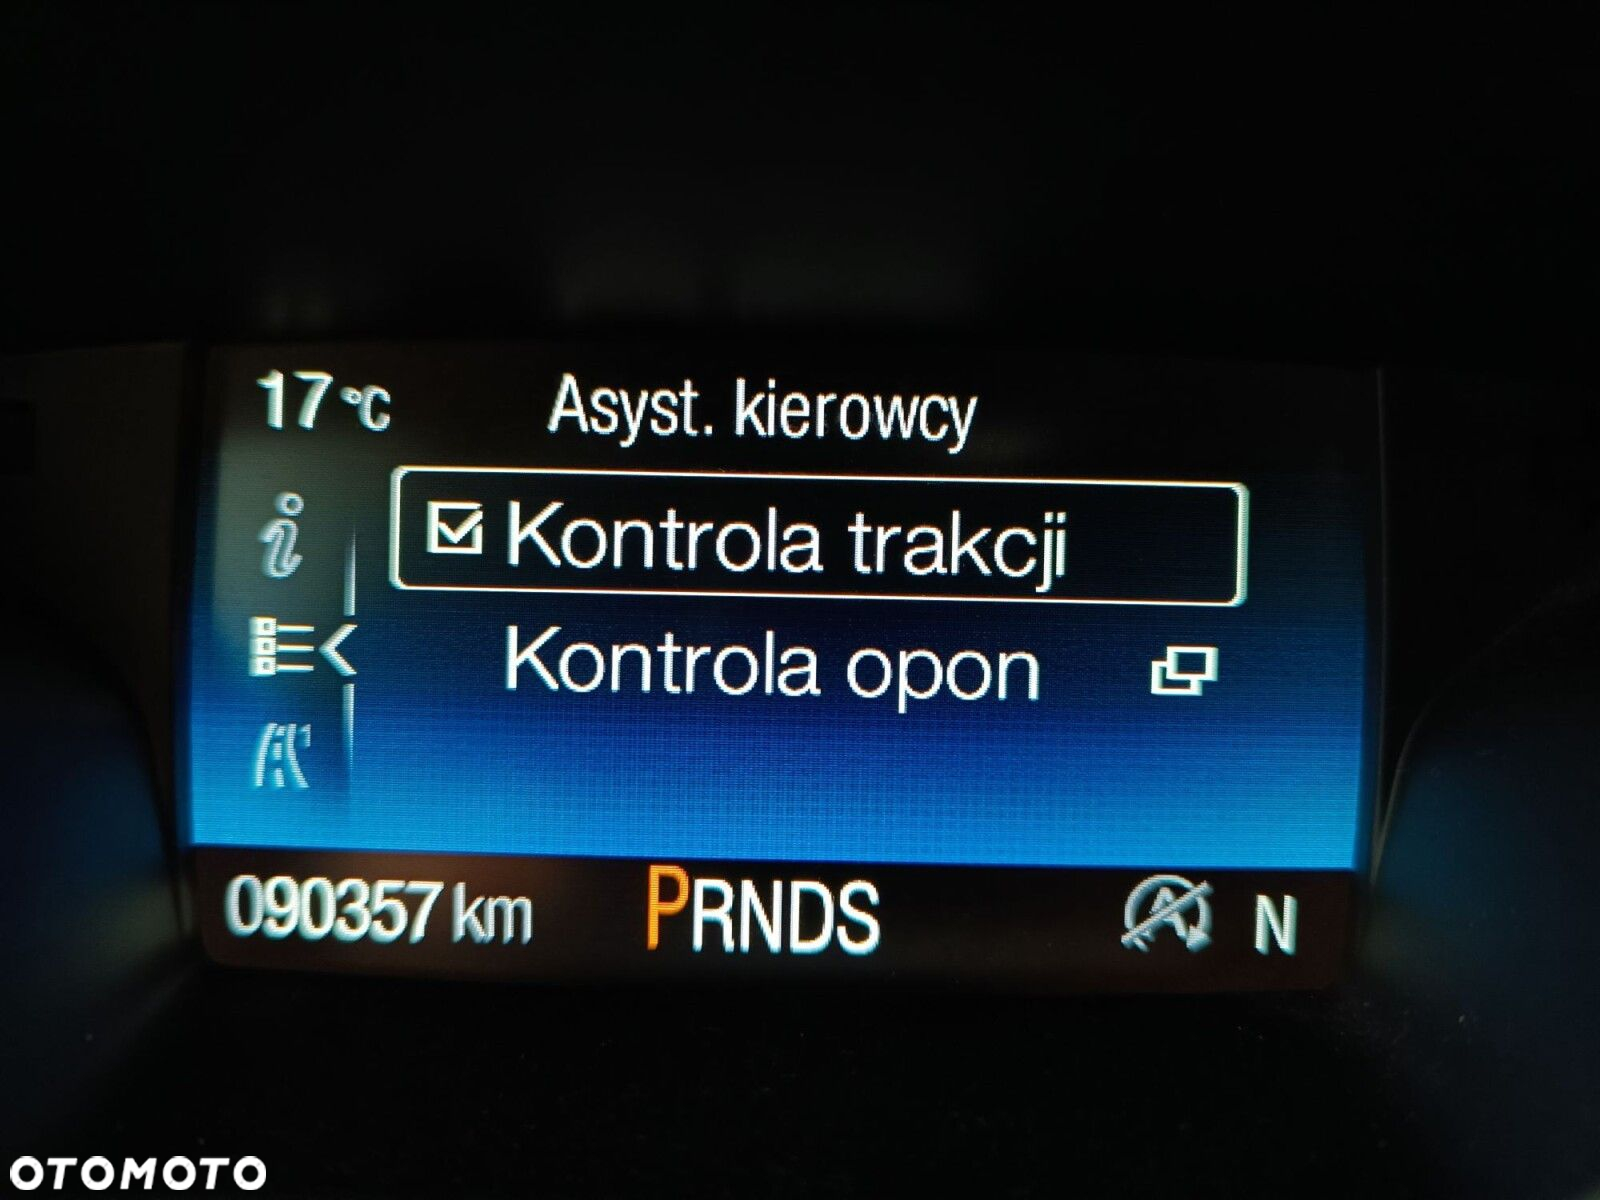 17 °C
Asyst. kierowcy
Kontrola trakcji
Kontrola opon
090357 km
PRNDS
A
N
OTOMOTO